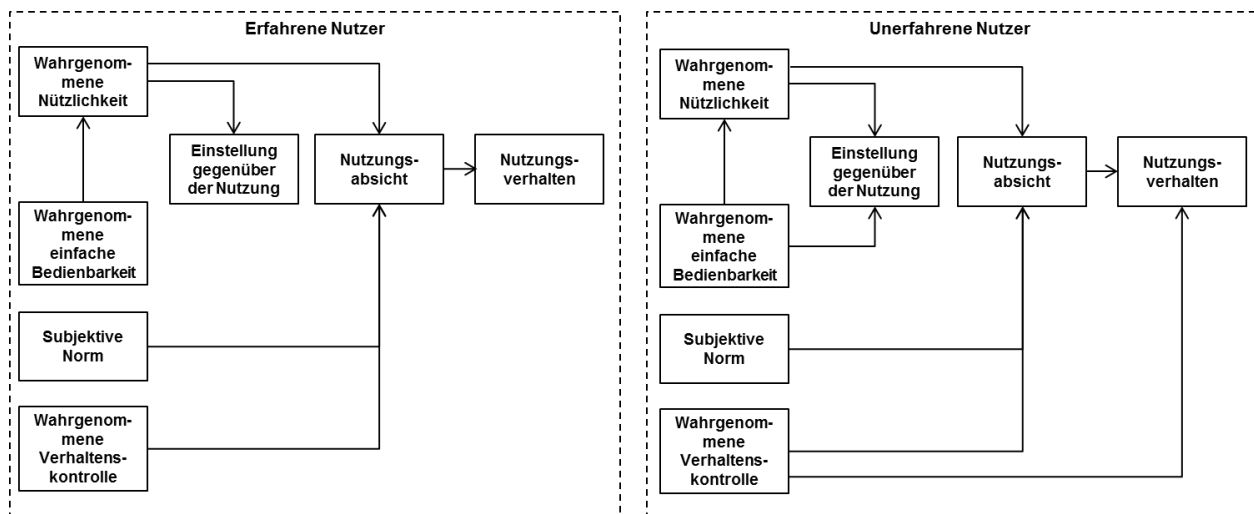 Erfahrene Nutzer
Wahrgenom-
mene
Nützlichkeit
Einstellung
gegenüber
der Nutzung
Nutzungs-
absicht
Nutzungs-
verhalten
Wahrgenom-
mene
einfache
Bedienbarkeit
Subjektive
Norm
Wahrgenom-
mene
Verhaltens-
kontrolle
Unerfahrene Nutzer
Wahrgenom-
mene
Nützlichkeit
Einstellung
gegenüber
der Nutzung
Nutzungs-
absicht
Nutzungs-
verhalten
Wahrgenom-
mene
einfache
Bedienbarkeit
Subjektive
Norm
Wahrgenom-
mene
Verhaltens-
kontrolle